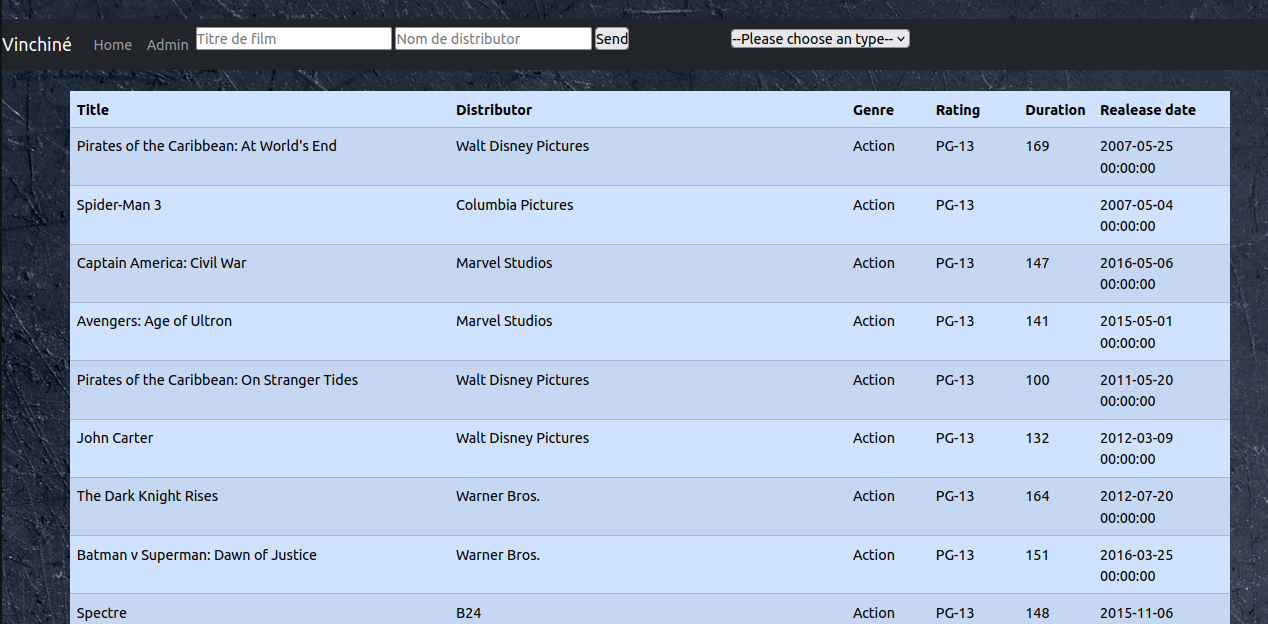 Vinchiné Home Admin Titre de film Nom de distributor Send --Please choose an type--
Title Distributor Genre Rating Duration Realease date
Pirates of the Caribbean: At World's End Walt Disney Pictures Action PG-13 169 2007-05-25
00:00:00
Spider-Man 3 Columbia Pictures Action PG-13 2007-05-04
00:00:00
Captain America: Civil War Marvel Studios Action PG-13 147 2016-05-06
00:00:00
Avengers: Age of Ultron Marvel Studios Action PG-13 141 2015-05-01
00:00:00
Pirates of the Caribbean: On Stranger Tides Walt Disney Pictures Action PG-13 100 2011-05-20
00:00:00
John Carter Walt Disney Pictures Action PG-13 132 2012-03-09
00:00:00
The Dark Knight Rises Warner Bros. Action PG-13 164 2012-07-20
00:00:00
Batman v Superman: Dawn of Justice Warner Bros. Action PG-13 151 2016-03-25
00:00:00
Spectre B24 Action PG-13 148 2015-11-06